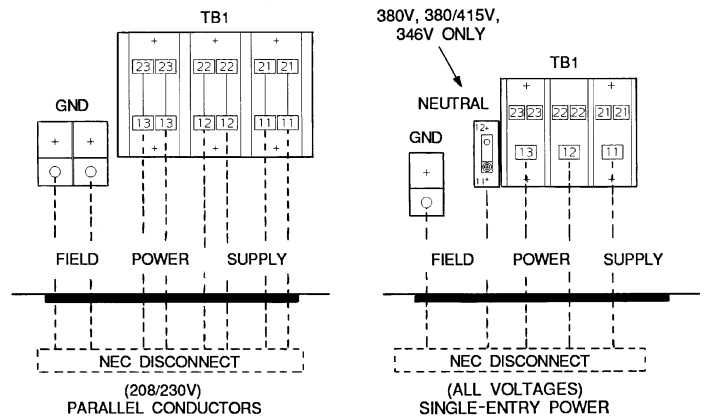 TB1
23 23 22 22 21 21
GND
13 13 12 12 11 11
FIELD POWER SUPPLY
NEC DISCONNECT
(208/230V)
PARALLEL CONDUCTORS
380V, 380/415V,
346V ONLY
TB1
NEUTRAL
23 23 22 22 21 21
GND
12+
13 12 11
11+
FIELD POWER SUPPLY
NEC DISCONNECT
(ALL VOLTAGES)
SINGLE-ENTRY POWER